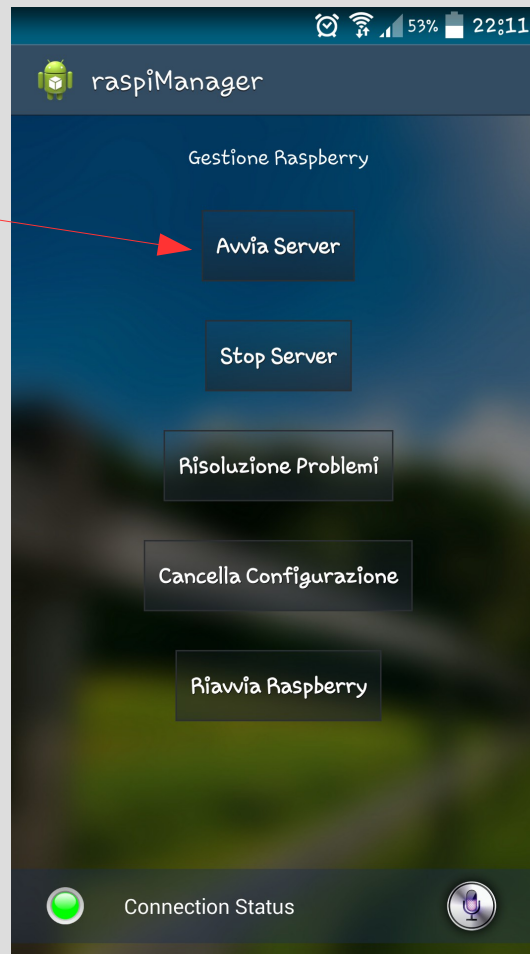 53% 22:11
raspiManager
Gestione Raspberry
Avvia Server
Stop Server
Risoluzione Problemi
Cancella Configurazione
Riavvia Raspberry
Connection Status